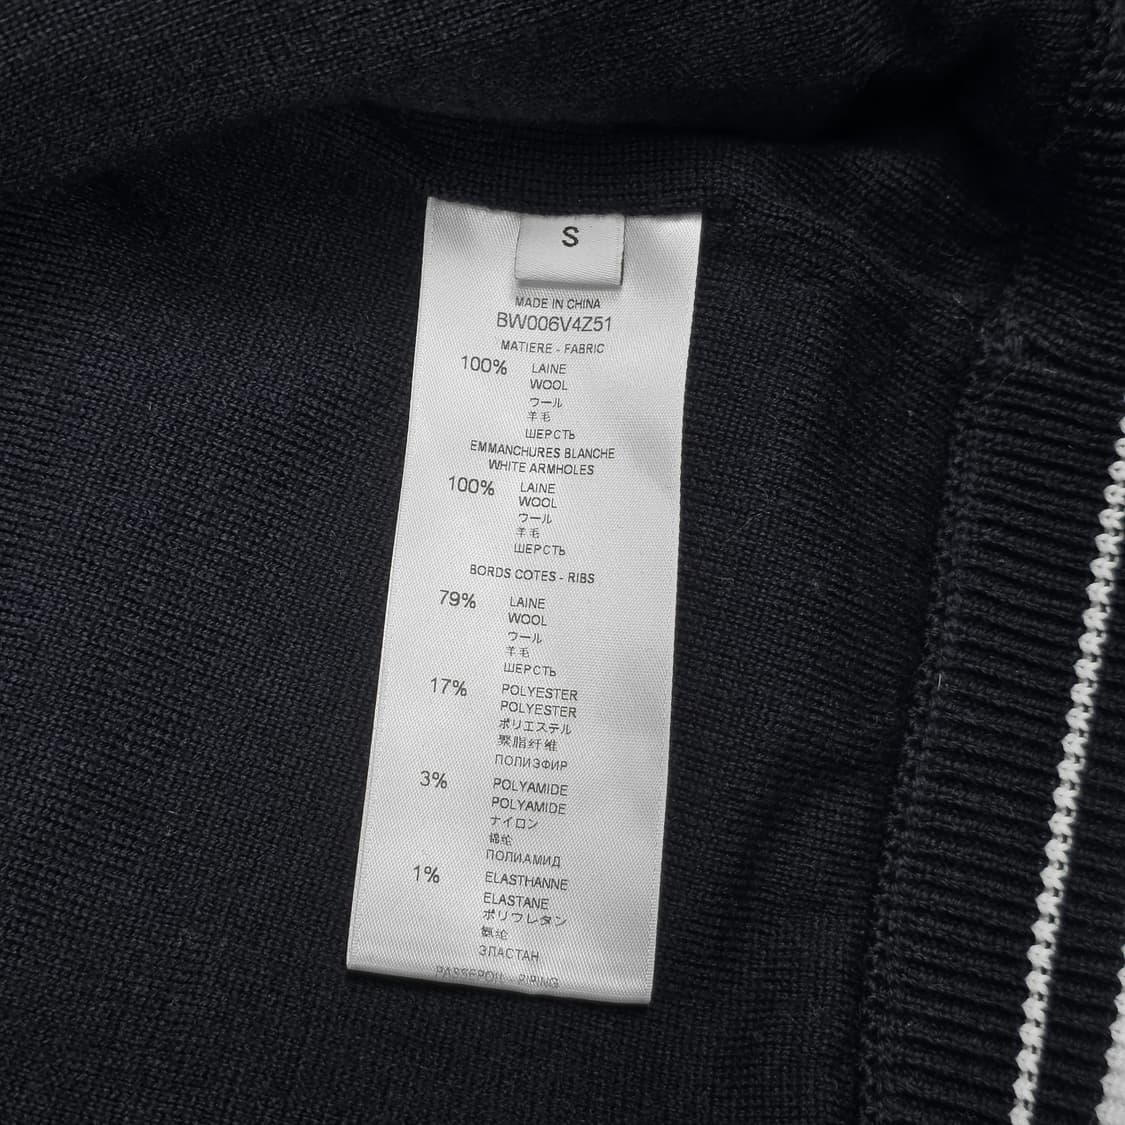 S
MADE IN CHINA
BW006V4Z51
MATIERE - FABRIC
100% LAINE
WOOL
ウール
羊毛
ШЕРСТЬ
EMMANCHURES BLANCHE
WHITE ARMHOLES
100% LAINE
WOOL
ウール
羊毛
ШЕРСТЬ
BORDS COTES - RIBS
79% LAINE
WOOL
ウール
羊毛
ШЕРСТЬ
17% POLYESTER
POLYESTER
ポリエステル
聚脂纤维
ПОЛИЭФИР
3% POLYAMIDE
POLYAMIDE
ナイロン
锦纶
ПОЛИАМИД
1% ELASTHANNE
ELASTANE
ポリウレタン
氨纶
ЭЛАСТАН
PASSEPOIL - PIPING